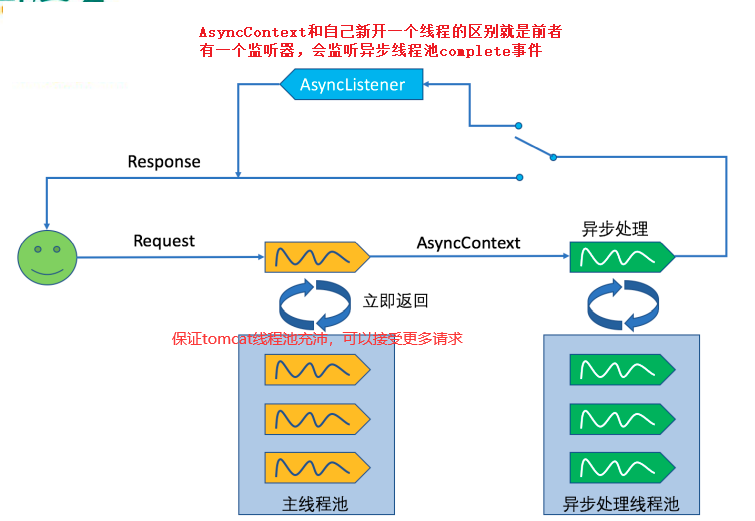 AsyncContext和自己新开一个线程的区别就是前者
有一个监听器，会监听异步线程池complete事件
AsyncListener
Response
Request
AsyncContext
异步处理
立即返回
保证tomcat线程池充沛，可以接受更多请求
主线程池
异步处理线程池